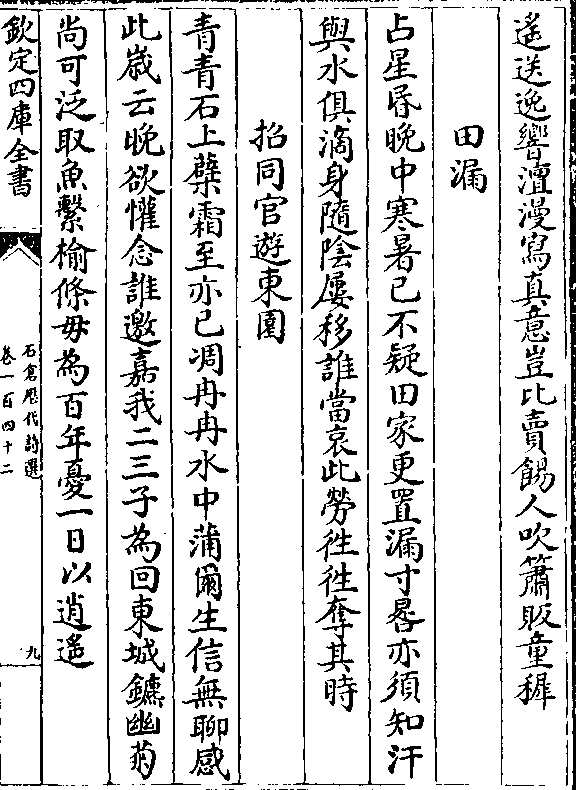 遙送逸響澶漫寫真意豈比賣餳人吹簫販童穉
田漏
占星昏晚中寒暑已不疑田家更置漏寸晷亦須知汗
與水俱滴身隨陰屢移誰當哀此勞徃徃奪其時
招同官遊東園
青青石上蘗霜至亦已凋冉冉水中蒲爾生信無聊感
此嵗云晚欲懽念誰邀嘉我二三子為回東城鑣幽菊
尚可泛取魚繫榆條毋為百年憂一日以逍遙
欽定四庫全書
石倉歷代詩選
卷一百四十二
九